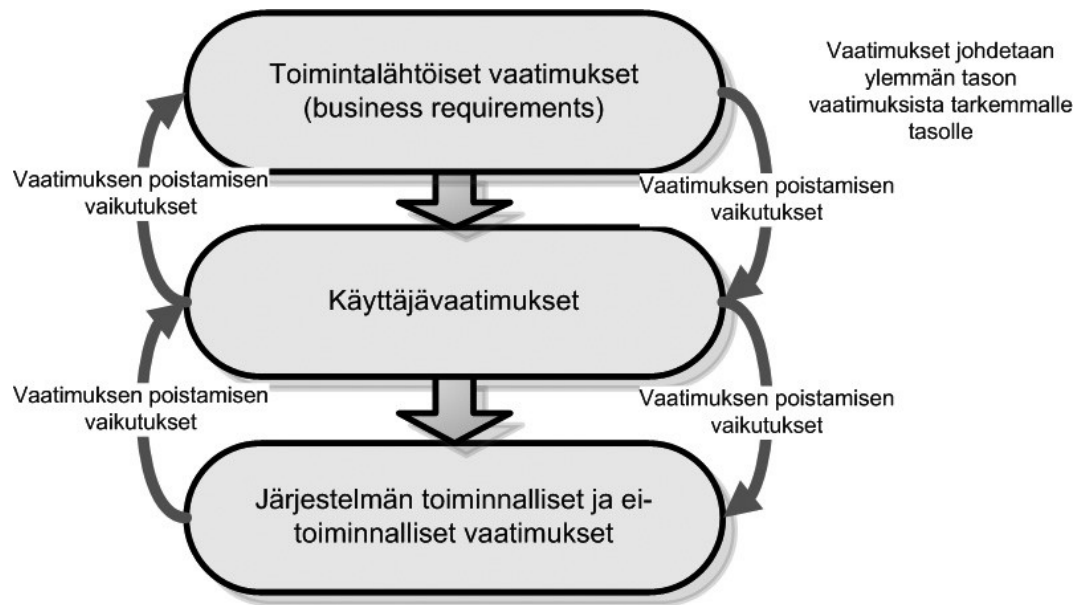 Toimintalähtöiset vaatimukset
(business requirements)
Vaatimukset johdetaan
ylemmän tason
vaatimuksista tarkemmalle
tasolle
Vaatimuksen poistamisen
vaikutukset
Vaatimuksen poistamisen
vaikutukset
Käyttäjävaatimukset
Vaatimuksen poistamisen
vaikutukset
Vaatimuksen poistamisen
vaikutukset
Järjestelmän toiminnalliset ja ei-
toiminnalliset vaatimukset